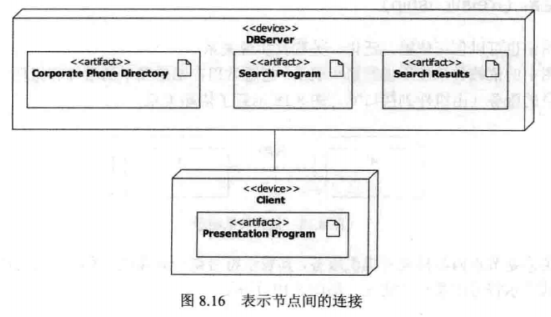 <<device>>
DBServer
<<artifact>>
Corporate Phone Directory
<<artifact>>
Search Program
<<artifact>>
Search Results
<<device>>
Client
<<artifact>>
Presentation Program
图 8.16 表示节点间的连接